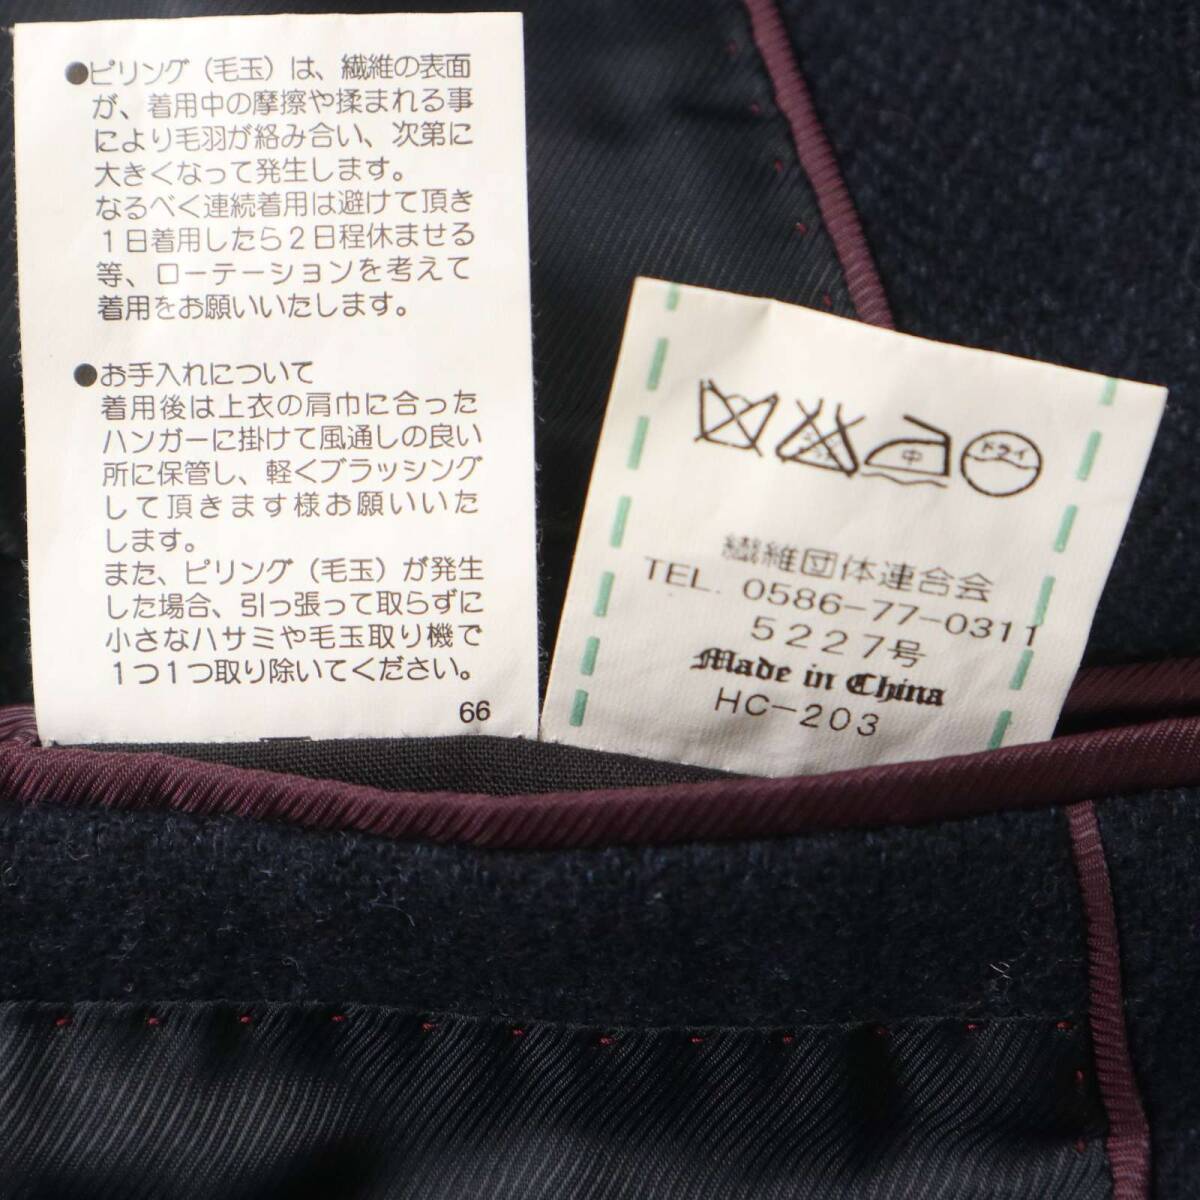 ●ピリング（毛玉）は、繊維の表面
が、着用中の摩擦や揉まれる事
により毛羽が絡み合い、次第に
大きくなって発生します。
なるべく連続着用は避けて頂き
１日着用したら２日程休ませる
等、ローテーションを考えて
着用をお願いいたします。
●お手入れについて
着用後は上衣の肩巾に合った
ハンガーに掛けて風通しの良い
所に保管し、軽くブラッシング
して頂きます様お願いいた
します。
また、ピリング（毛玉）が発生
した場合、引っ張って取らずに
小さなハサミや毛玉取り機で
１つ１つ取り除いてください。
66
中 ドライ
繊維団体連合会
TEL. 0586-77-0311
５２２７号
Made in China
HC-203